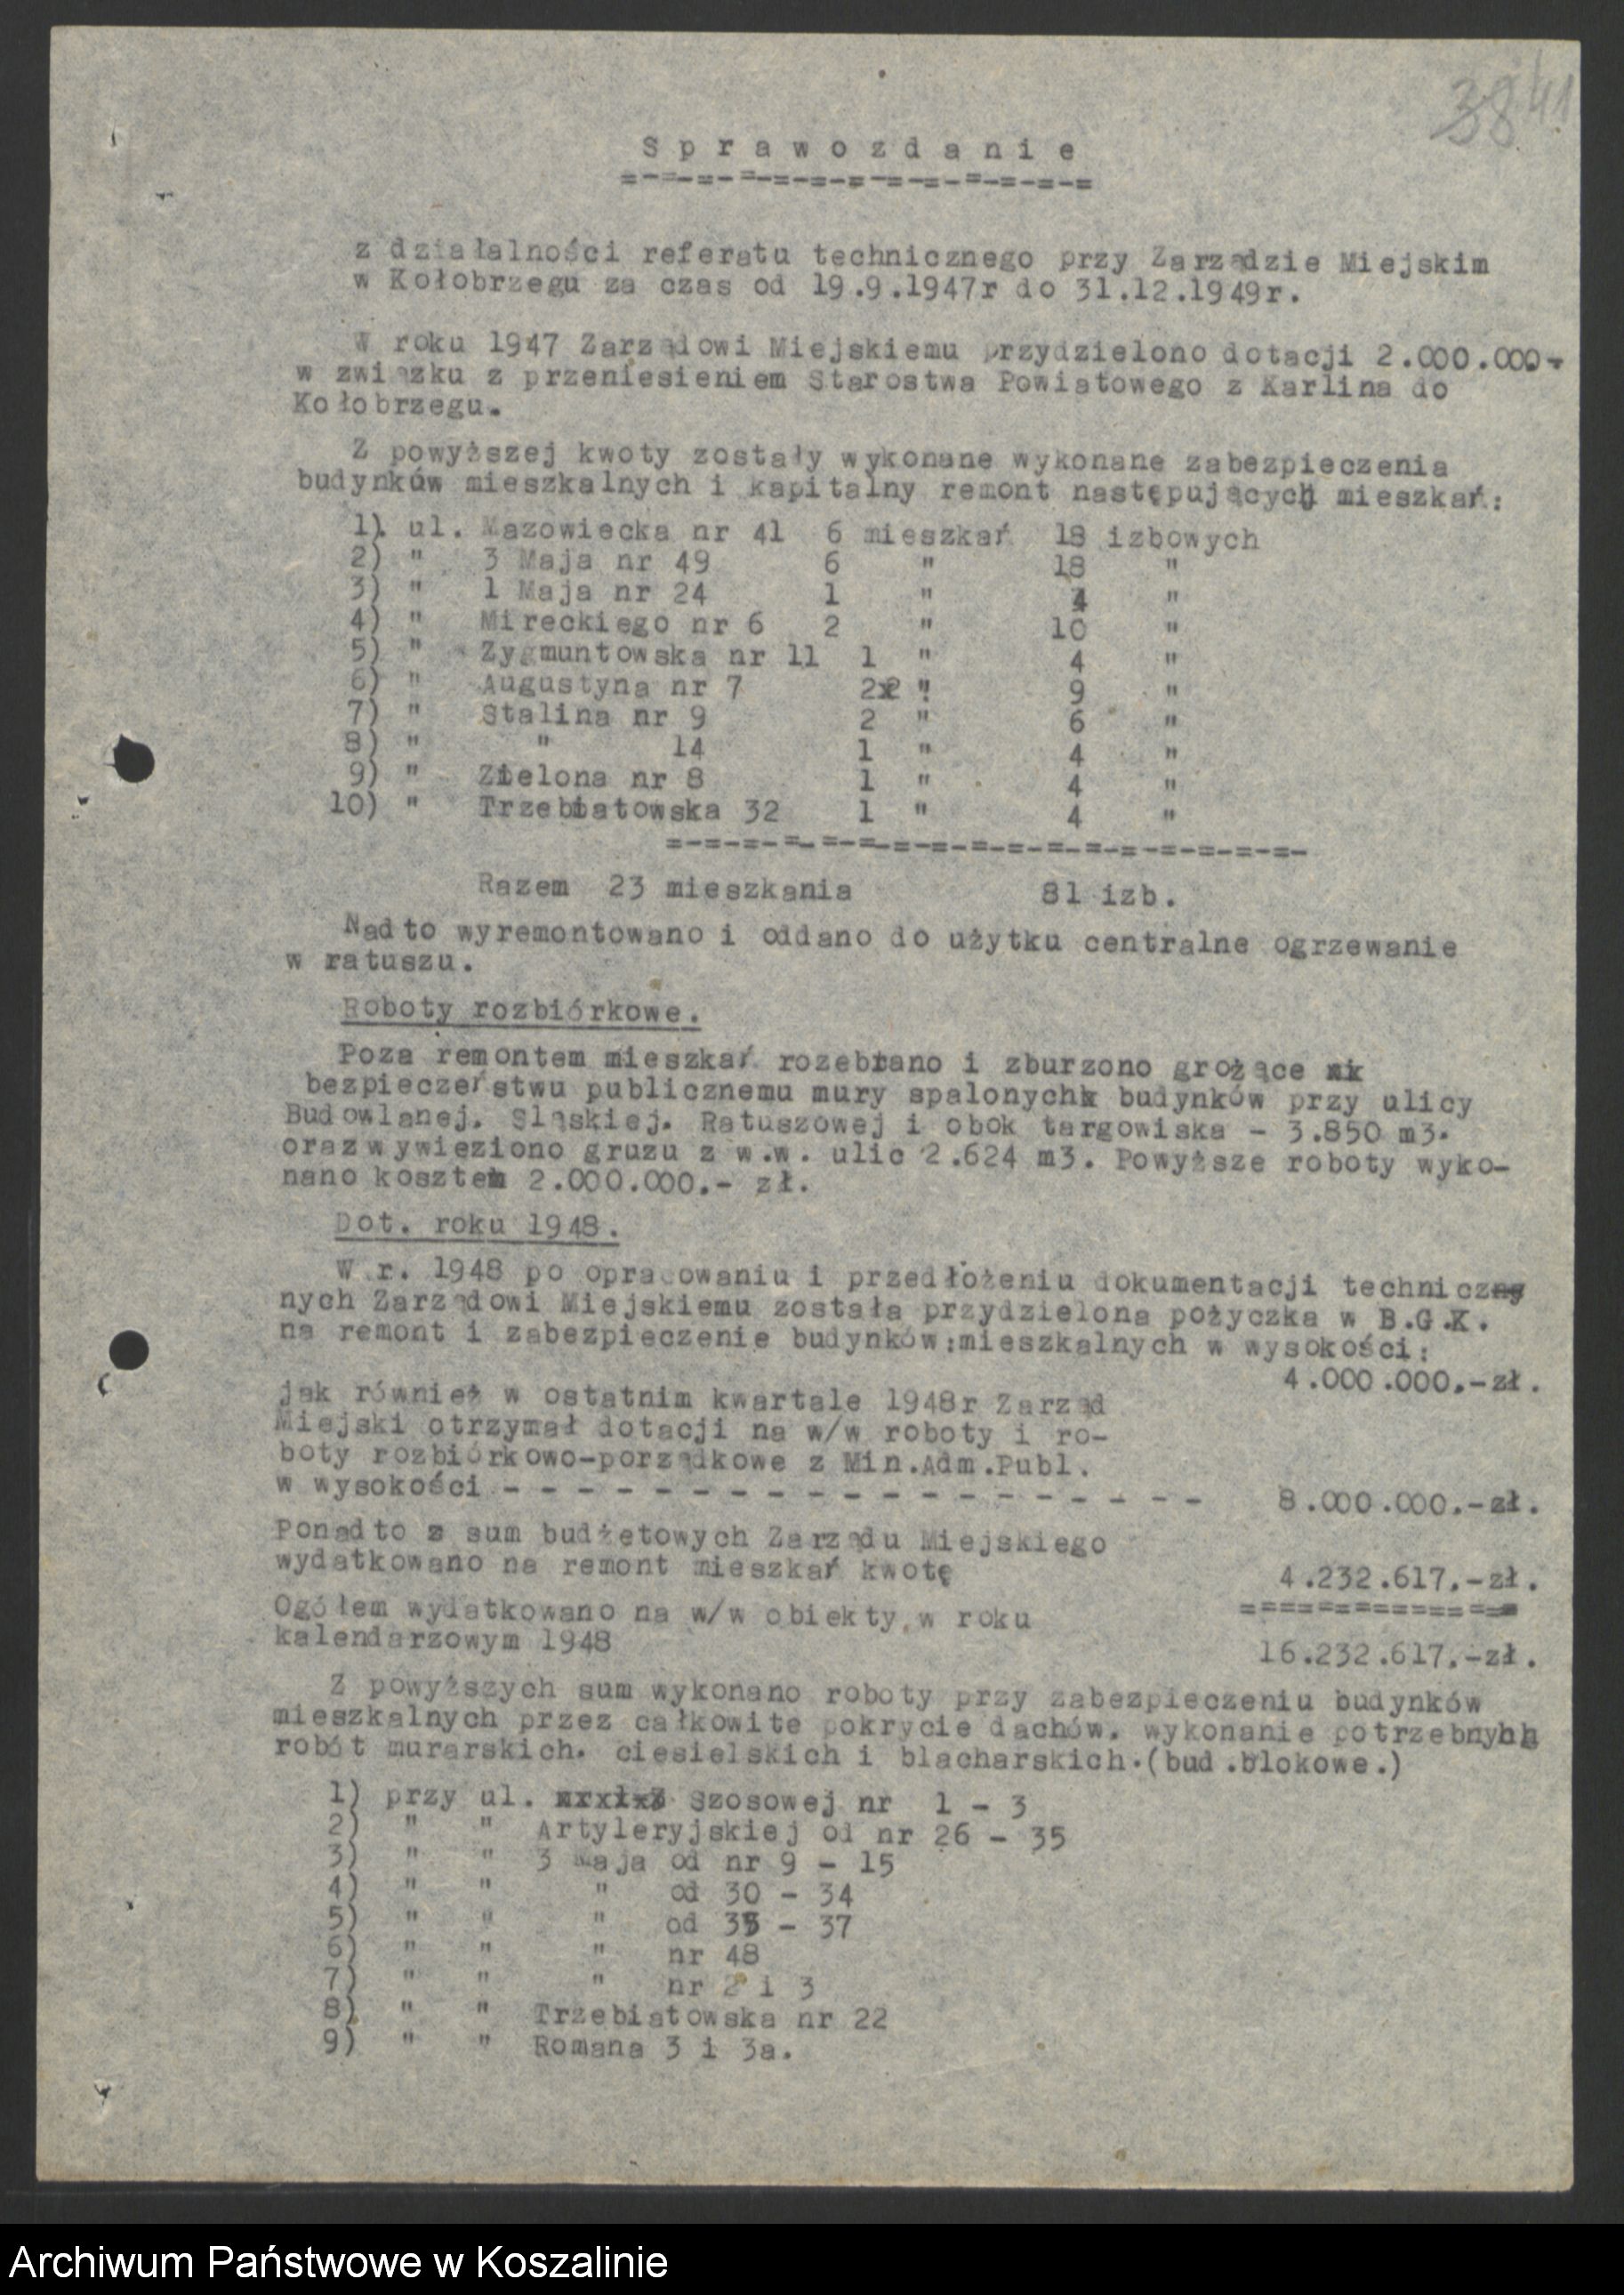 38 41
S p r a w o z d a n i e
=-=-=-=-=-=-=-=-=-=-=-=-=
z działalności referatu technicznego przy Zarządzie Miejskim
w Kołobrzegu za czas od 19.9.1947r do 31.12.1949r.
W roku 1947 Zarządowi Miejskiemu przydzielono dotacji 2.000.000.-
w związku z przeniesieniem Starostwa Powiatowego z Karlina do
Kołobrzegu.
Z powyższej kwoty zostały wykonane wykonane zabezpieczenia
budynków mieszkalnych i kapitalny remont następujących mieszkań:
1). ul. Mazowiecka nr 41 6 mieszkań 18 izbowych
2) " 3 Maja nr 49 6 " 18 "
3) " 1 Maja nr 24 1 " 4 "
4) " Mireckiego nr 6 2 " 10 "
5) " Zygmuntowska nr 11 1 " 4 "
6) " Augustyna nr 7 2x2 " 9 "
7) " Stalina nr 9 2 " 6 "
8) " " 14 1 " 4 "
9) " Zielona nr 8 1 " 4 "
10) " Trzebiatowska 32 1 " 4 "
=-=-=-=-=-=-=-=-=-=-=-=-=-=-=-=-=-
Razem 23 mieszkania 81 izb.
Nadto wyremontowano i oddano do użytku centralne ogrzewanie
w ratuszu.
Roboty rozbiórkowe.
Poza remontem mieszkań rozebrano i zburzono grożące
bezpieczeństwu publicznemu mury spalonych budynków przy ulicy
Budowlanej. Sląskiej. Ratuszowej i obok targowiska - 3.850 m3.
oraz wywieziono gruzu z w.w. ulic 2.624 m3. Powyższe roboty wyko-
nano kosztem 2.000.000.- zł.
Dot. roku 1948.
W r. 1948 po opracowaniu i przedłożeniu dokumentacji technicz
nych Zarządowi Miejskiemu została przydzielona pożyczka w B.G.K.
na remont i zabezpieczenie budynków:mieszkalnych w wysokości:
4.000.000.-zł.
jak również w ostatnim kwartale 1948r Zarząd
Miejski otrzymał dotacji na w/w roboty i ro-
boty rozbiórkowo-porządkowe z Min.Adm.Publ.
w wysokości - - - - - - - - - - - - - - - - - - - 8.000.000.-zł.
Ponadto z sum budżetowych Zarządu Miejskiego
wydatkowano na remont mieszkań kwotę 4.232.617.-zł.
===============
Ogółem wydatkowano na w/w obiekty w roku
kalendarzowym 1948 16.232.617.-zł.
Z powyższych sum wykonano roboty przy zabezpieczeniu budynków
mieszkalnych przez całkowite pokrycie dachów. wykonanie potrzebnych
robót murarskich. ciesielskich i blacharskich.(bud.blokowe.)
1) przy ul. Szosowej nr 1 - 3
2) " " Artyleryjskiej od nr 26 - 35
3) " " 3 Maja od nr 9 - 15
4) " " " od 30 - 34
5) " " " od 35 - 37
6) " " " nr 48
7) " " " nr 2 i 3
8) " " Trzebiatowska nr 22
9) " " Romana 3 i 3a.
Archiwum Państwowe w Koszalinie